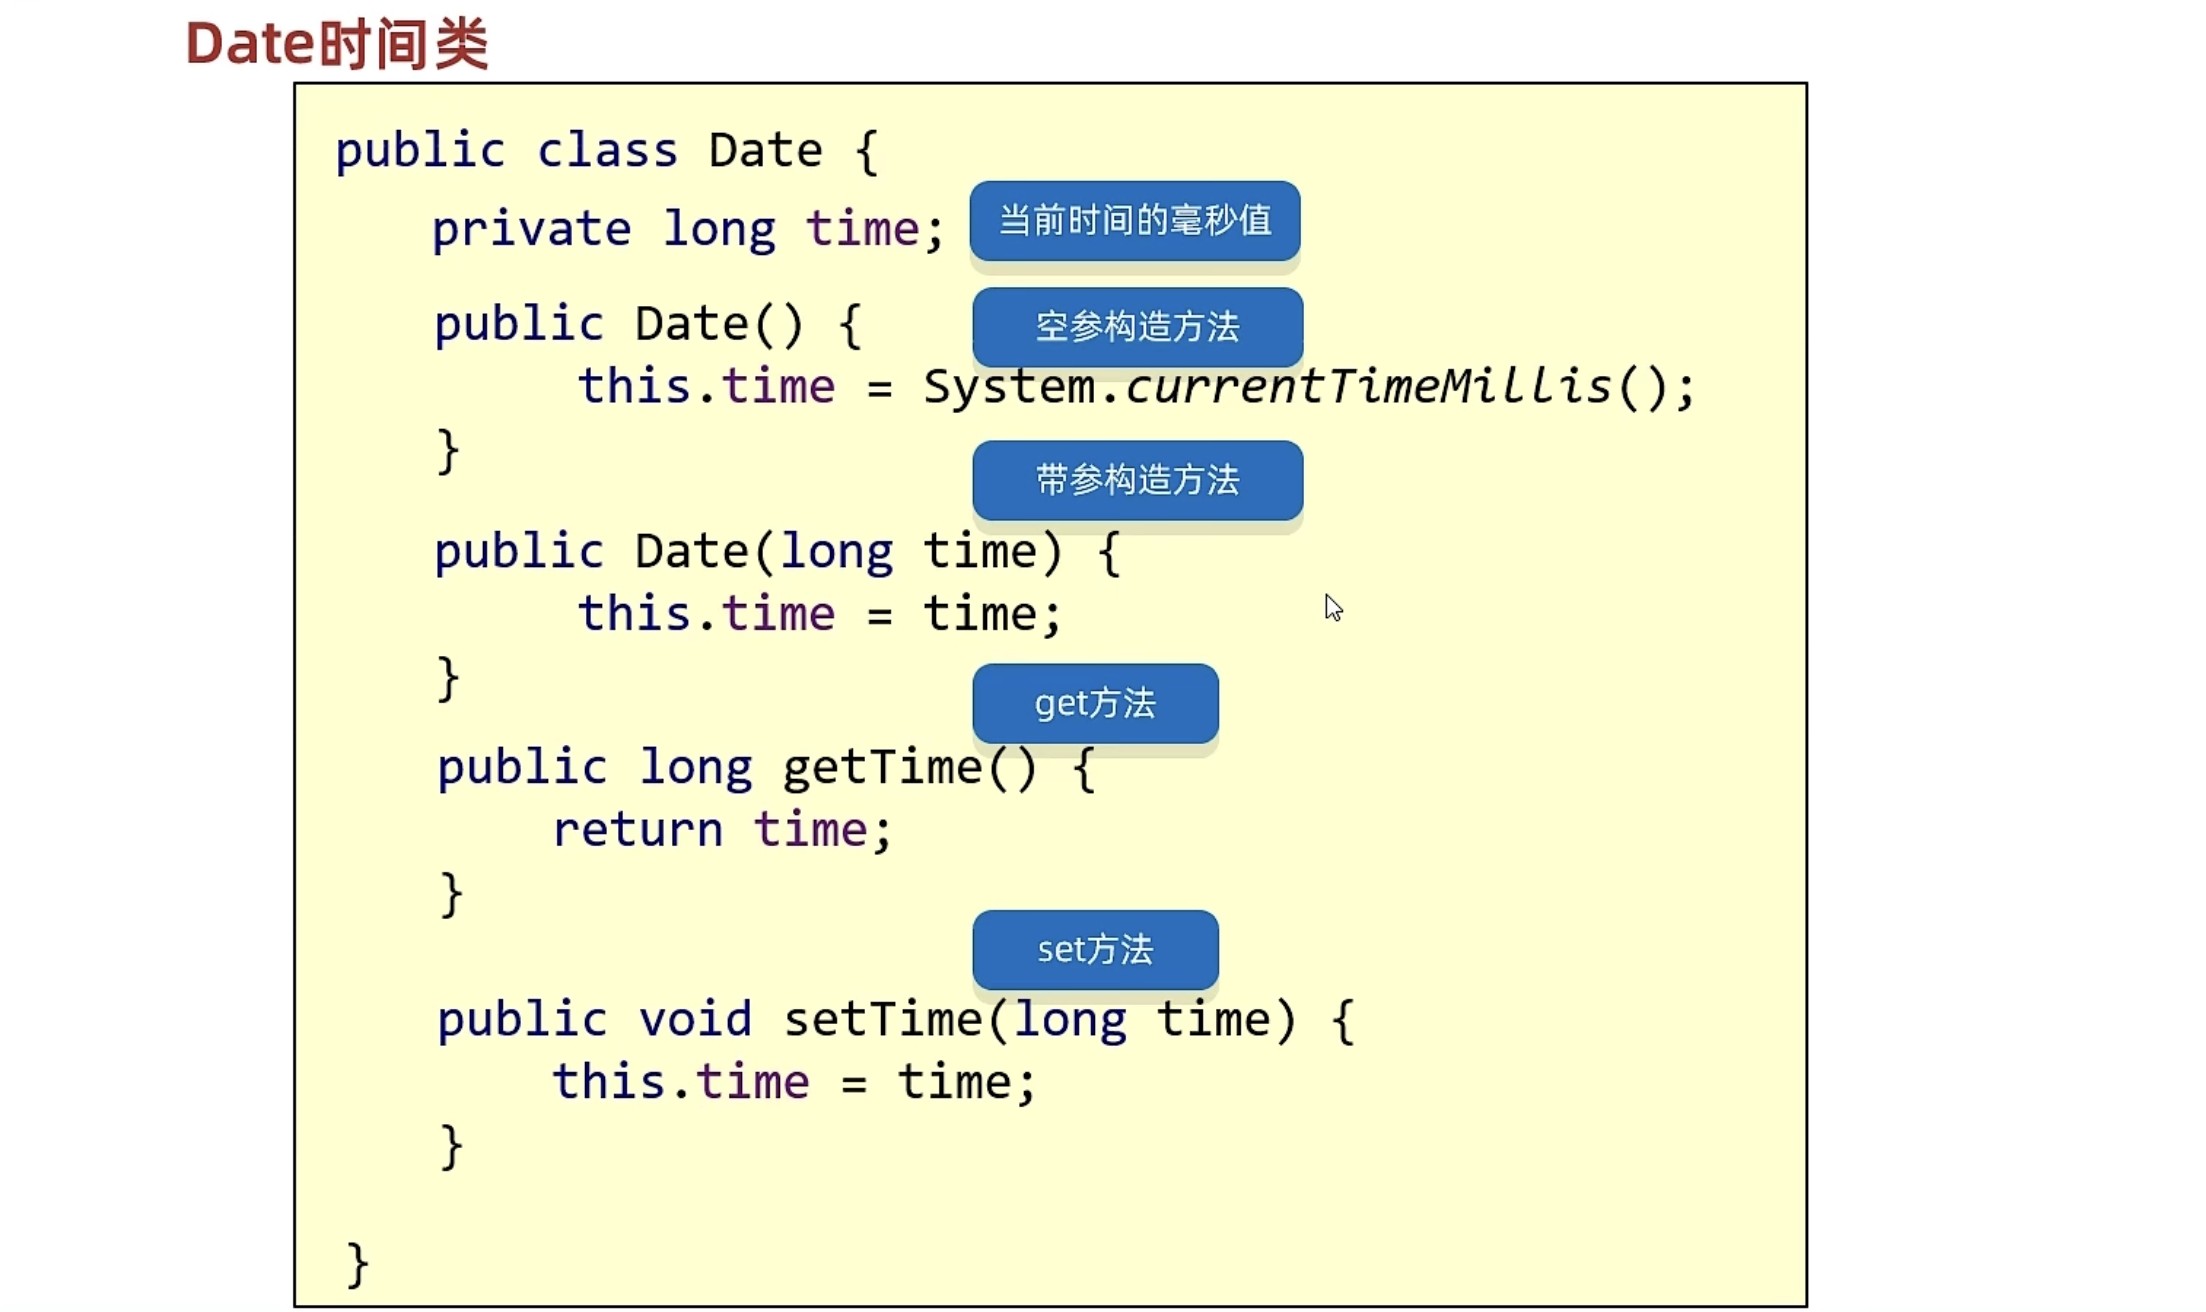 Date时间类
public class Date {
private long time;
当前时间的毫秒值
public Date() {
空参构造方法
this.time = System.currentTimeMillis();
}
带参构造方法
public Date(long time) {
this.time = time;
}
get方法
public long getTime() {
return time;
}
set方法
public void setTime(long time) {
this.time = time;
}
}